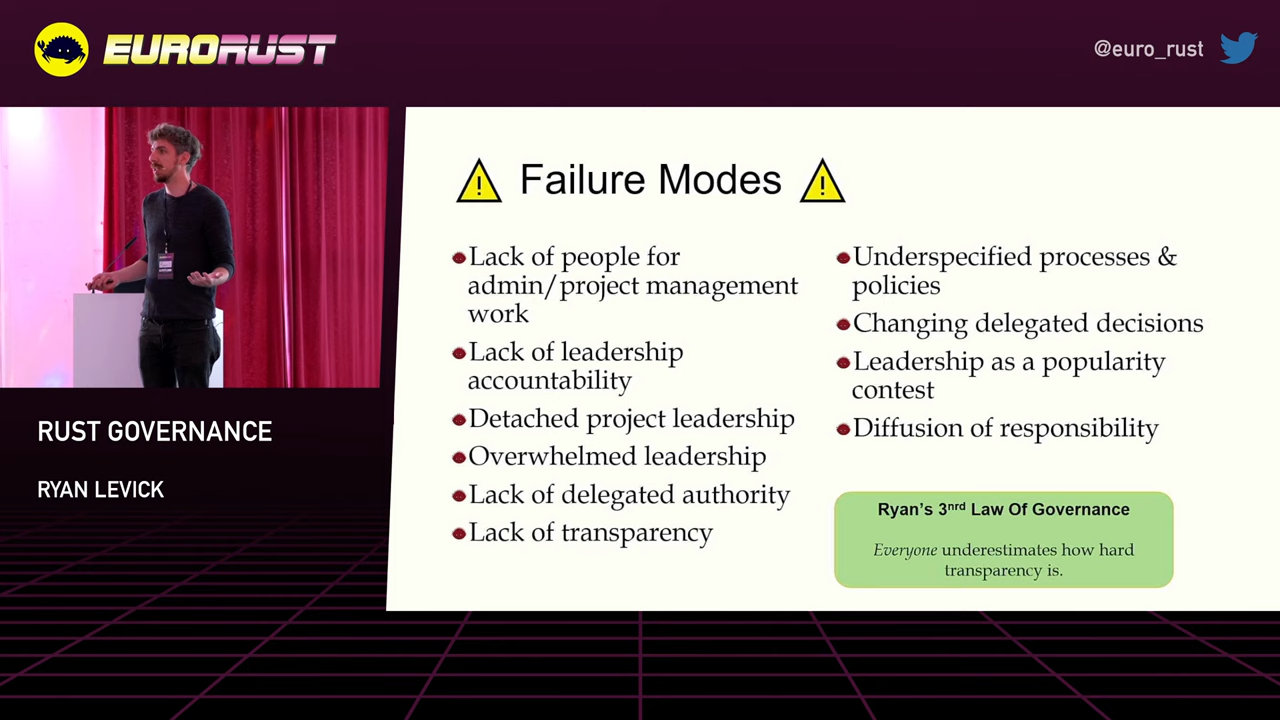 EURORUST
@euro_rust
RUST GOVERNANCE
RYAN LEVICK
Failure Modes
Lack of people for
admin/project management
work
Lack of leadership
accountability
Detached project leadership
Overwhelmed leadership
Lack of delegated authority
Lack of transparency
Underspecified processes &
policies
Changing delegated decisions
Leadership as a popularity
contest
Diffusion of responsibility
Ryan's 3nrd Law Of Governance
Everyone underestimates how hard
transparency is.